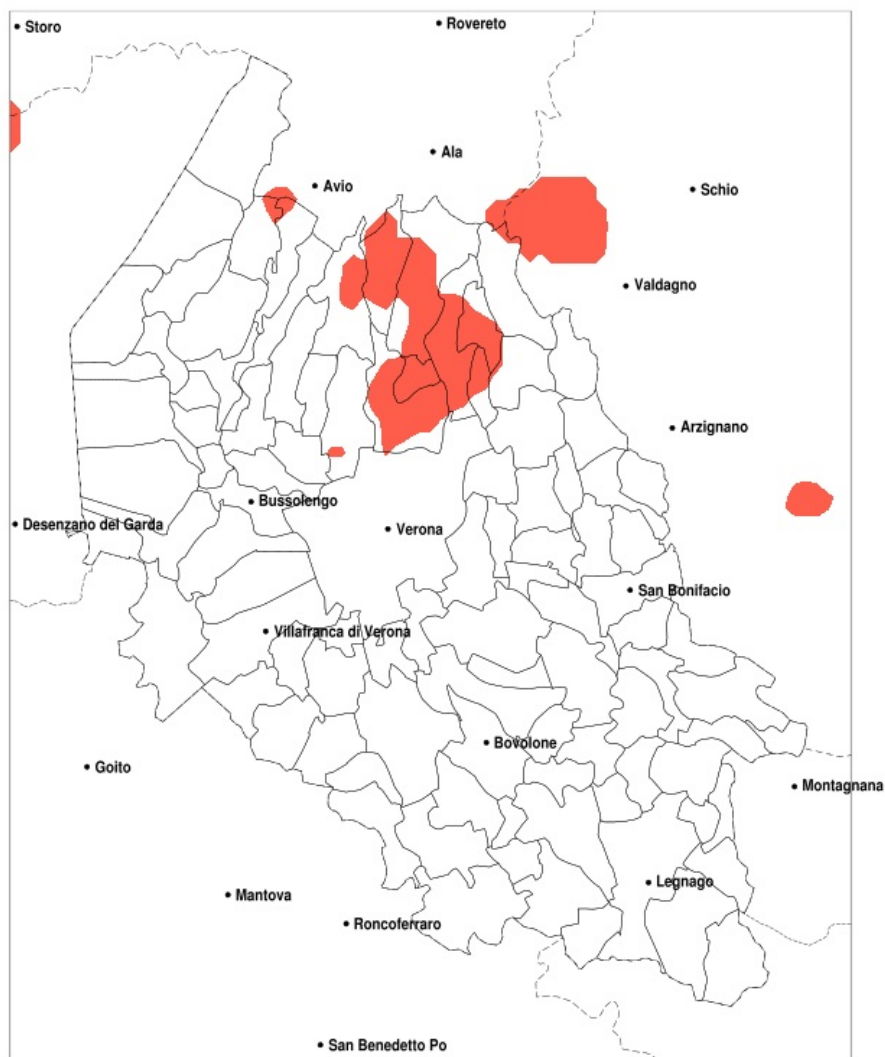 Storo
Rovereto
Ala
Avio
Schio
Valdagno
Arzignano
Bussolengo
Desenzano del Garda
Verona
San Bonifacio
Villafranca di Verona
Bovolone
Goito
Montagnana
Legnago
Mantova
Roncoferraro
San Benedetto Po